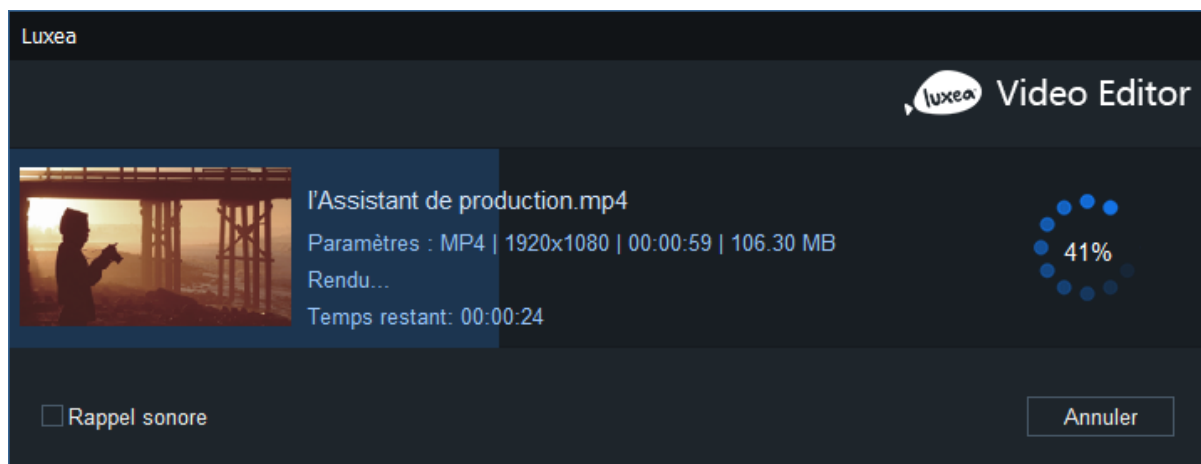 Luxea
luxea Video Editor
l'Assistant de production.mp4
Paramètres : MP4 | 1920x1080 | 00:00:59 | 106.30 MB
Rendu...
41%
Temps restant: 00:00:24
Rappel sonore
Annuler